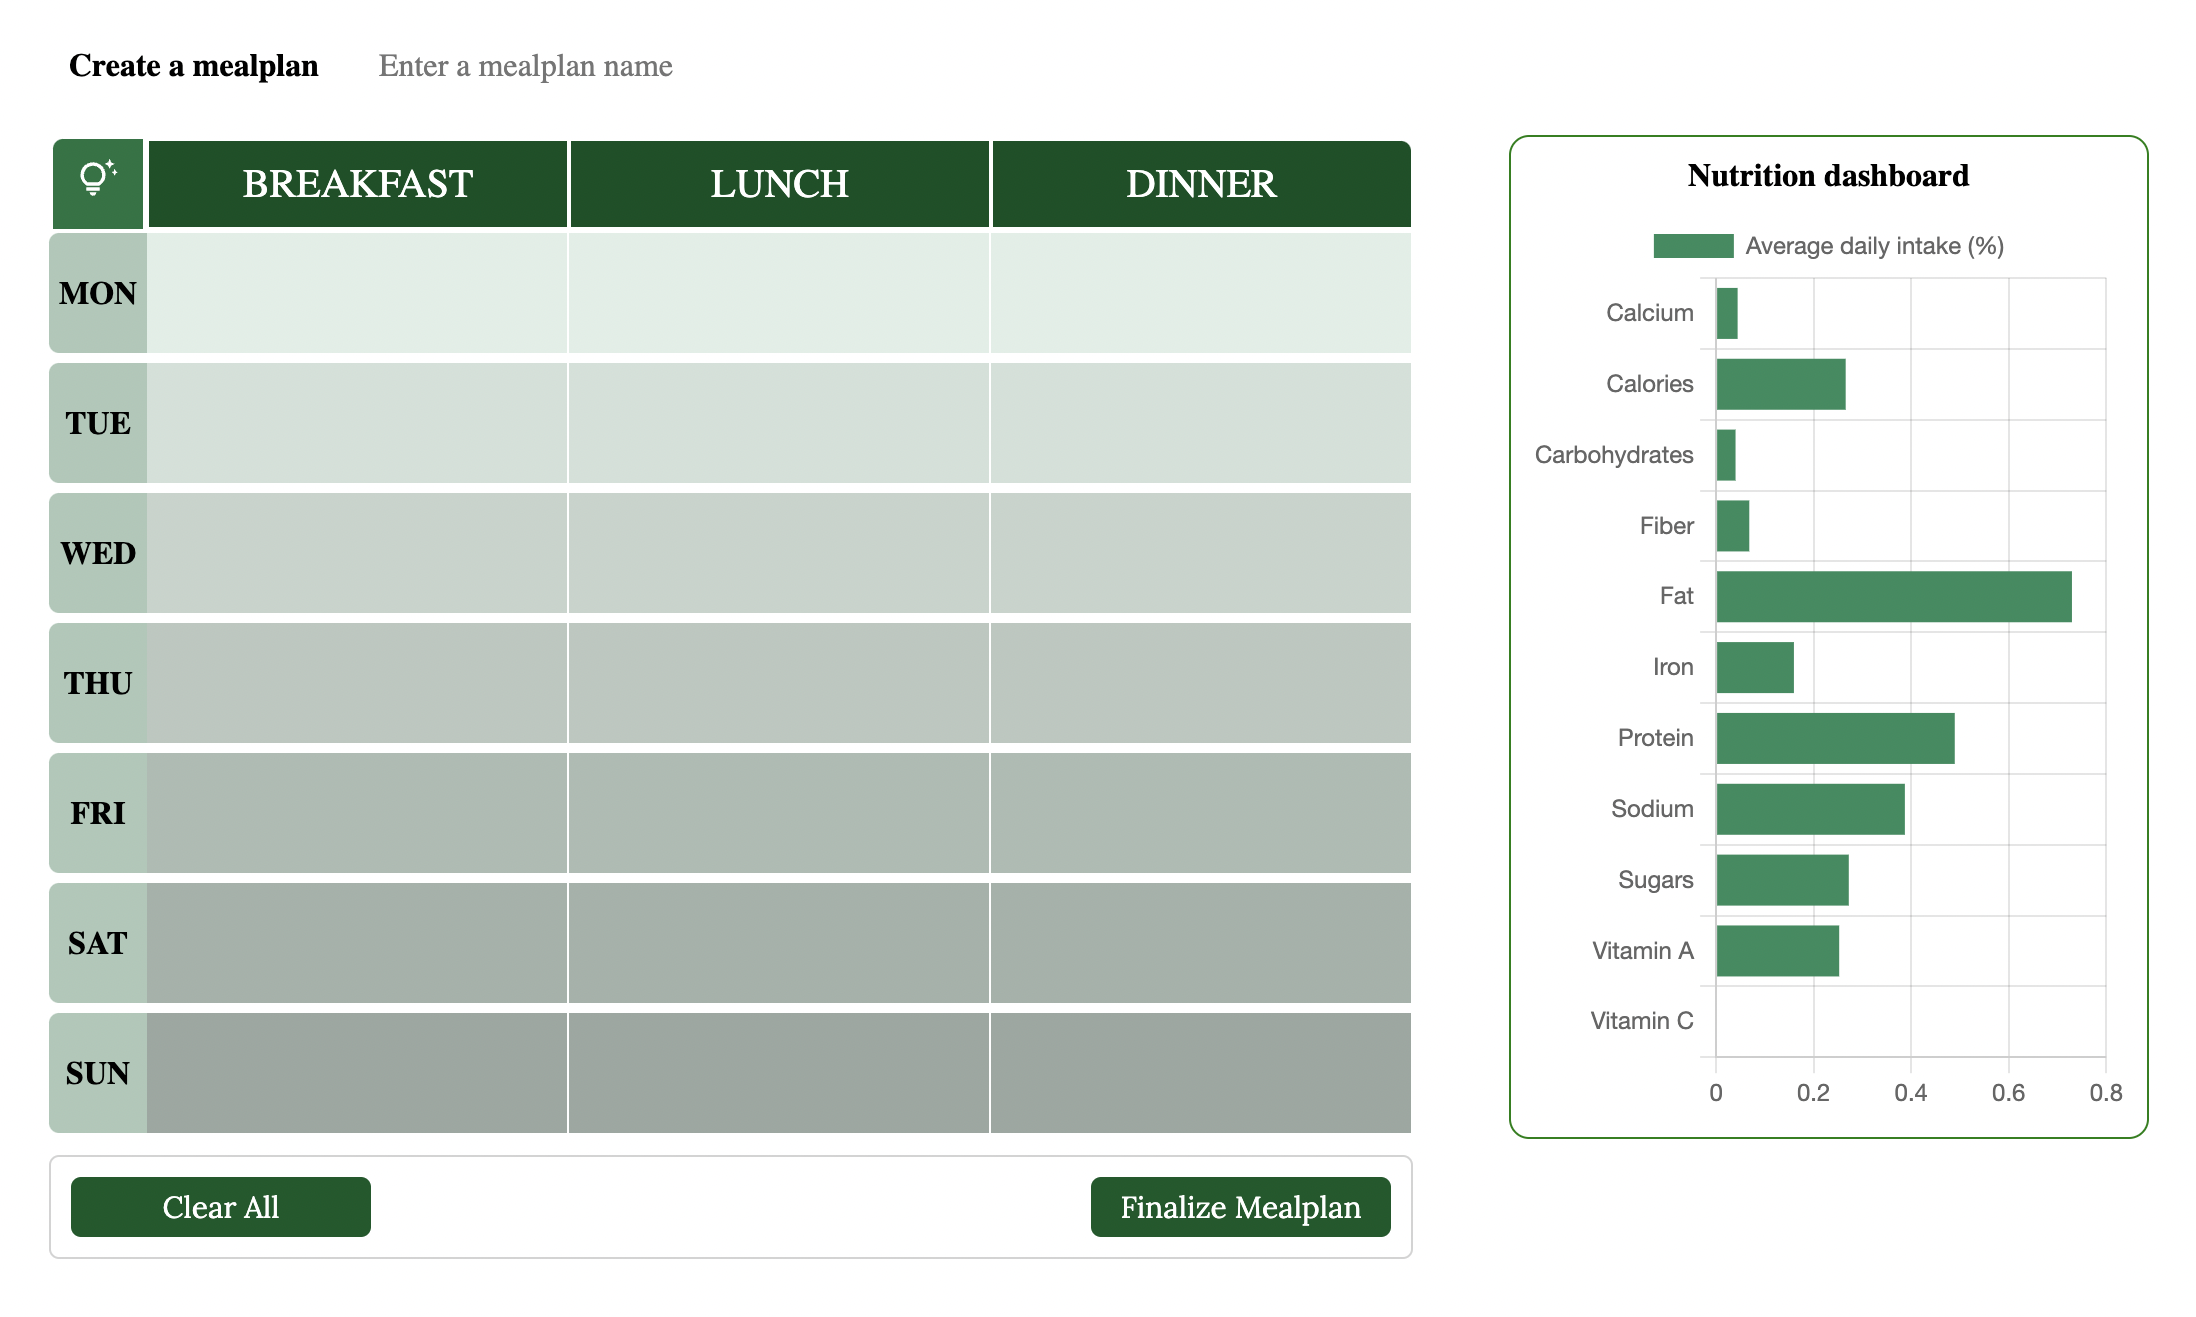 Create a mealplan
Enter a mealplan name
BREAKFAST LUNCH DINNER
MON
TUE
WED
THU
FRI
SAT
SUN
Clear All
Finalize Mealplan
Nutrition dashboard
Average daily intake (%)
Calcium
Calories
Carbohydrates
Fiber
Fat
Iron
Protein
Sodium
Sugars
Vitamin A
Vitamin C
0 0.2 0.4 0.6 0.8